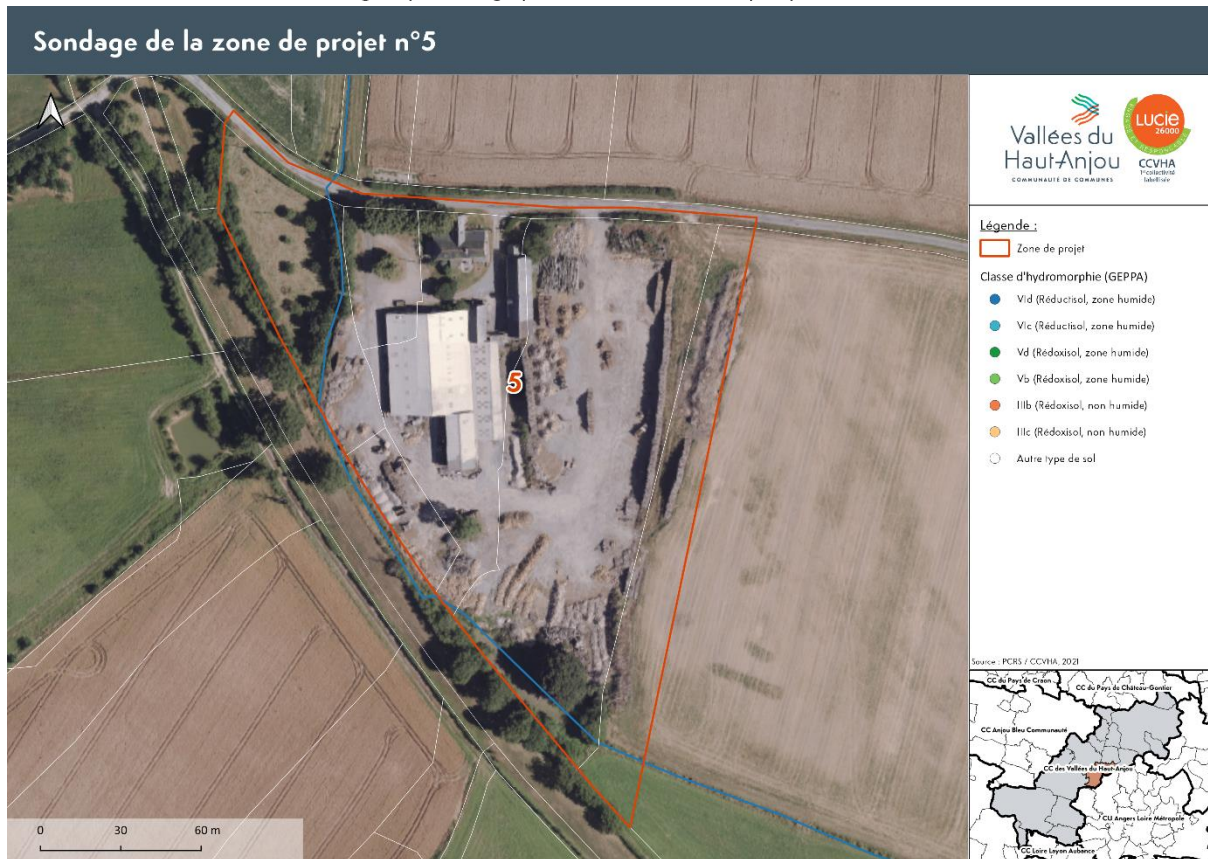 Sondage de la zone de projet n°5
Vallées du
Haut-Anjou
COMMUNAUTÉ DE COMMUNES
LUCIE
26000
CCVHA
1ère collectivité
labellisée
Légende :
Zone de projet
Classe d'hydromorphie (GEPPA)
VId (Réductisol, zone humide)
VIc (Réductisol, zone humide)
Vd (Rédoxisol, zone humide)
Vb (Rédoxisol, zone humide)
IIIb (Rédoxisol, non humide)
IIIc (Rédoxisol, non humide)
Autre type de sol
5
Source : PCRS / CCVHA, 2021
CC du Pays de Craon
CC du Pays de Château-Gontier
CC Anjou Bleu Communauté
CC des Vallées du Haut-Anjou
CU Angers Loire Métropole
CC Loire Layon Aubance
0 30 60 m